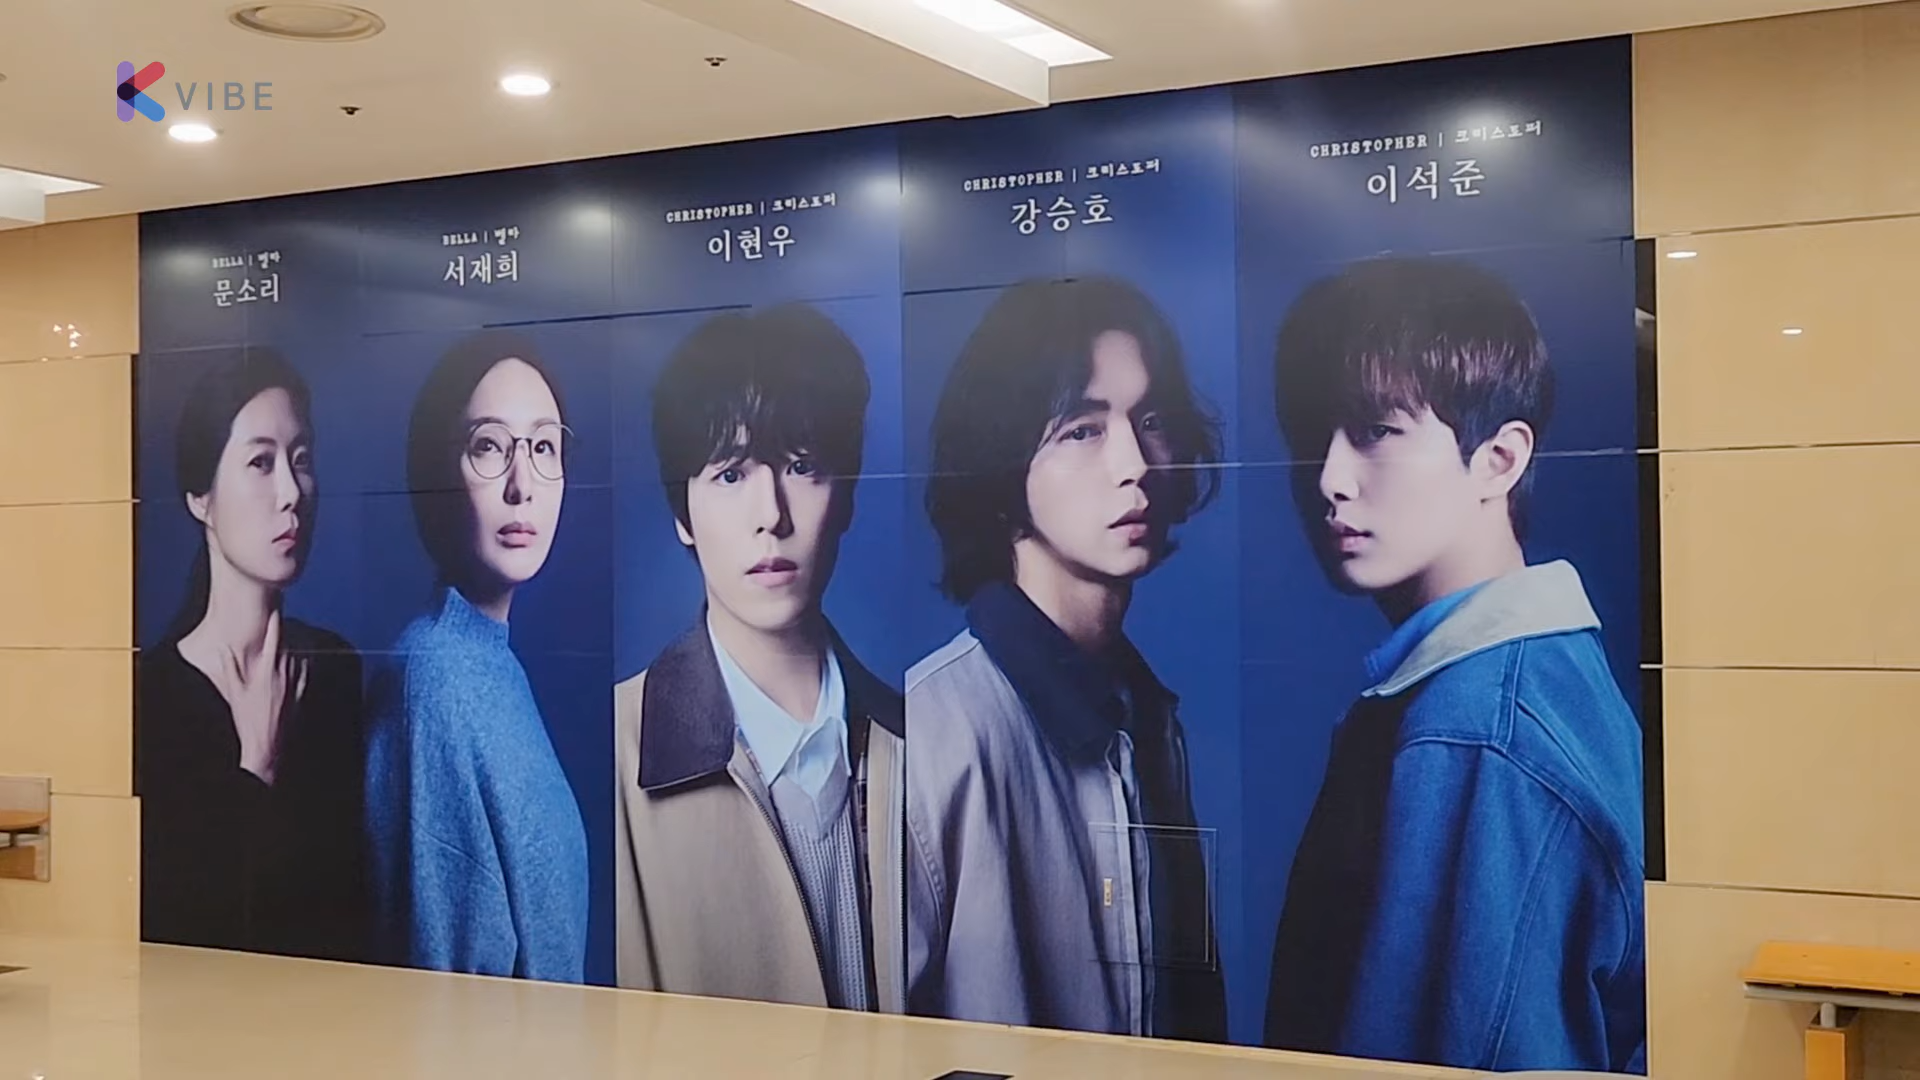 K VIBE
BELLA | 벨라
문소리
BELLA | 벨라
서재희
CHRISTOPHER | 크리스토퍼
이현우
CHRISTOPHER | 크리스토퍼
강승호
CHRISTOPHER | 크리스토퍼
이석준